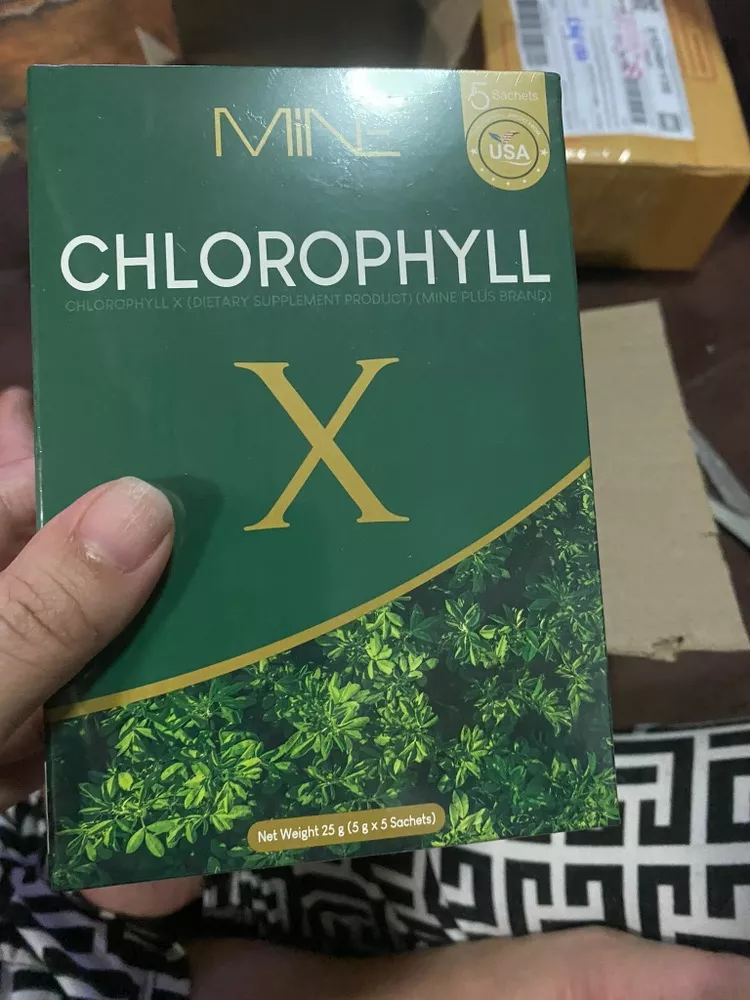 MiNE
5 Sachets
USA
CHLOROPHYLL
CHLOROPHYLL X (DIETARY SUPPLEMENT PRODUCT) (MINE PLUS BRAND)
X
Net Weight 25 g (5 g x 5 Sachets)